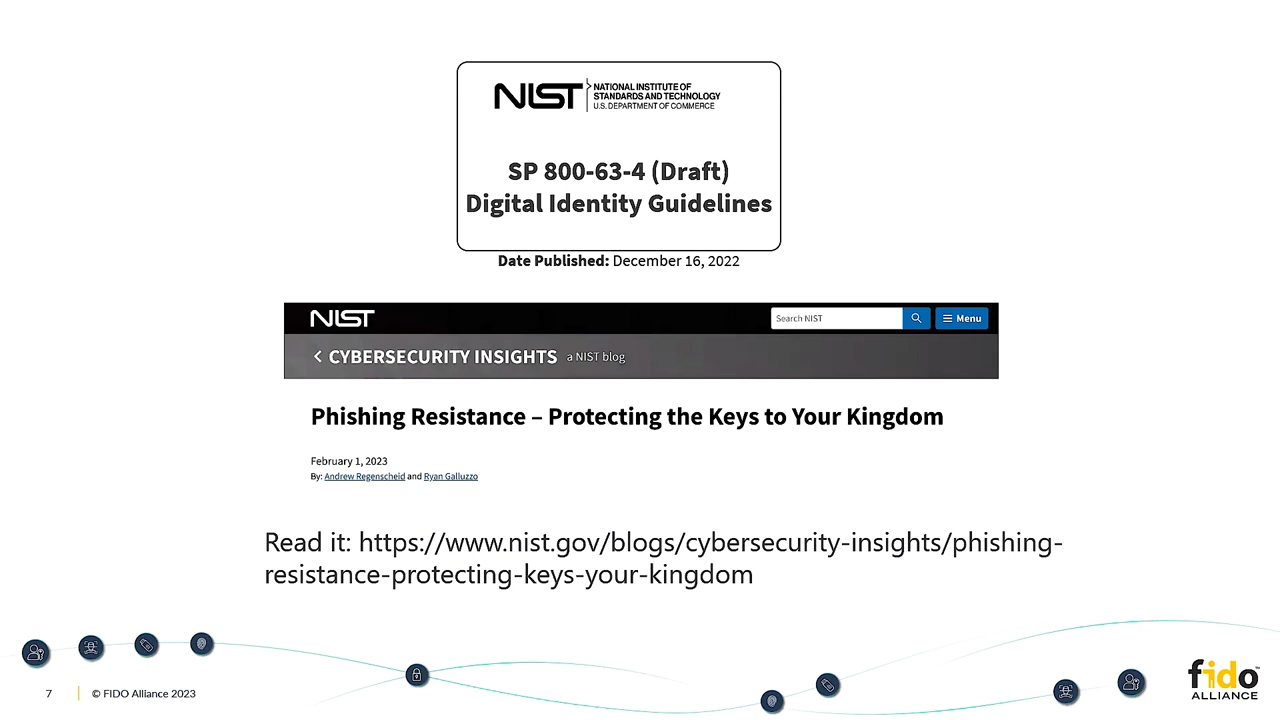 NIST
NATIONAL INSTITUTE OF
STANDARDS AND TECHNOLOGY
U.S. DEPARTMENT OF COMMERCE
SP 800-63-4 (Draft)
Digital Identity Guidelines
Date Published: December 16, 2022
NIST
Search NIST
Menu
CYBERSECURITY INSIGHTS a NIST blog
Phishing Resistance – Protecting the Keys to Your Kingdom
February 1, 2023
By: Andrew Regenscheid and Ryan Galluzzo
Read it: https://www.nist.gov/blogs/cybersecurity-insights/phishing-
resistance-protecting-keys-your-kingdom
7
© FIDO Alliance 2023
fido™
ALLIANCE